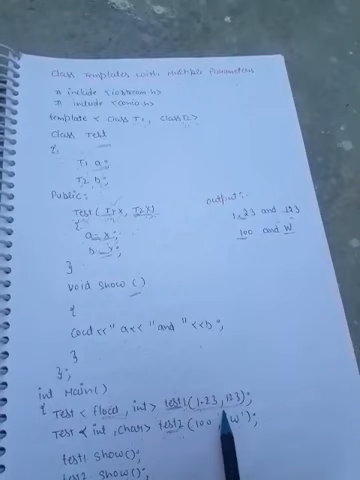 Class Templates with Multiple Parameters
# include <iostream.h>
# include <conio.h>
template < class T1, class T2>
class Test
{
T1 a;
T2 b;
Public:
Test (T1 x, T2 y)
{
a = x;
b = y;
}
void show ()
{
cout << " a << "and " << b ;
}
};
output:-
1.23 and 123
100 and W
int Main()
{ Test < float, int> test1 (1.23, 123);
Test < int, char> test2 (100, 'W');
test1 show();
test2 show();